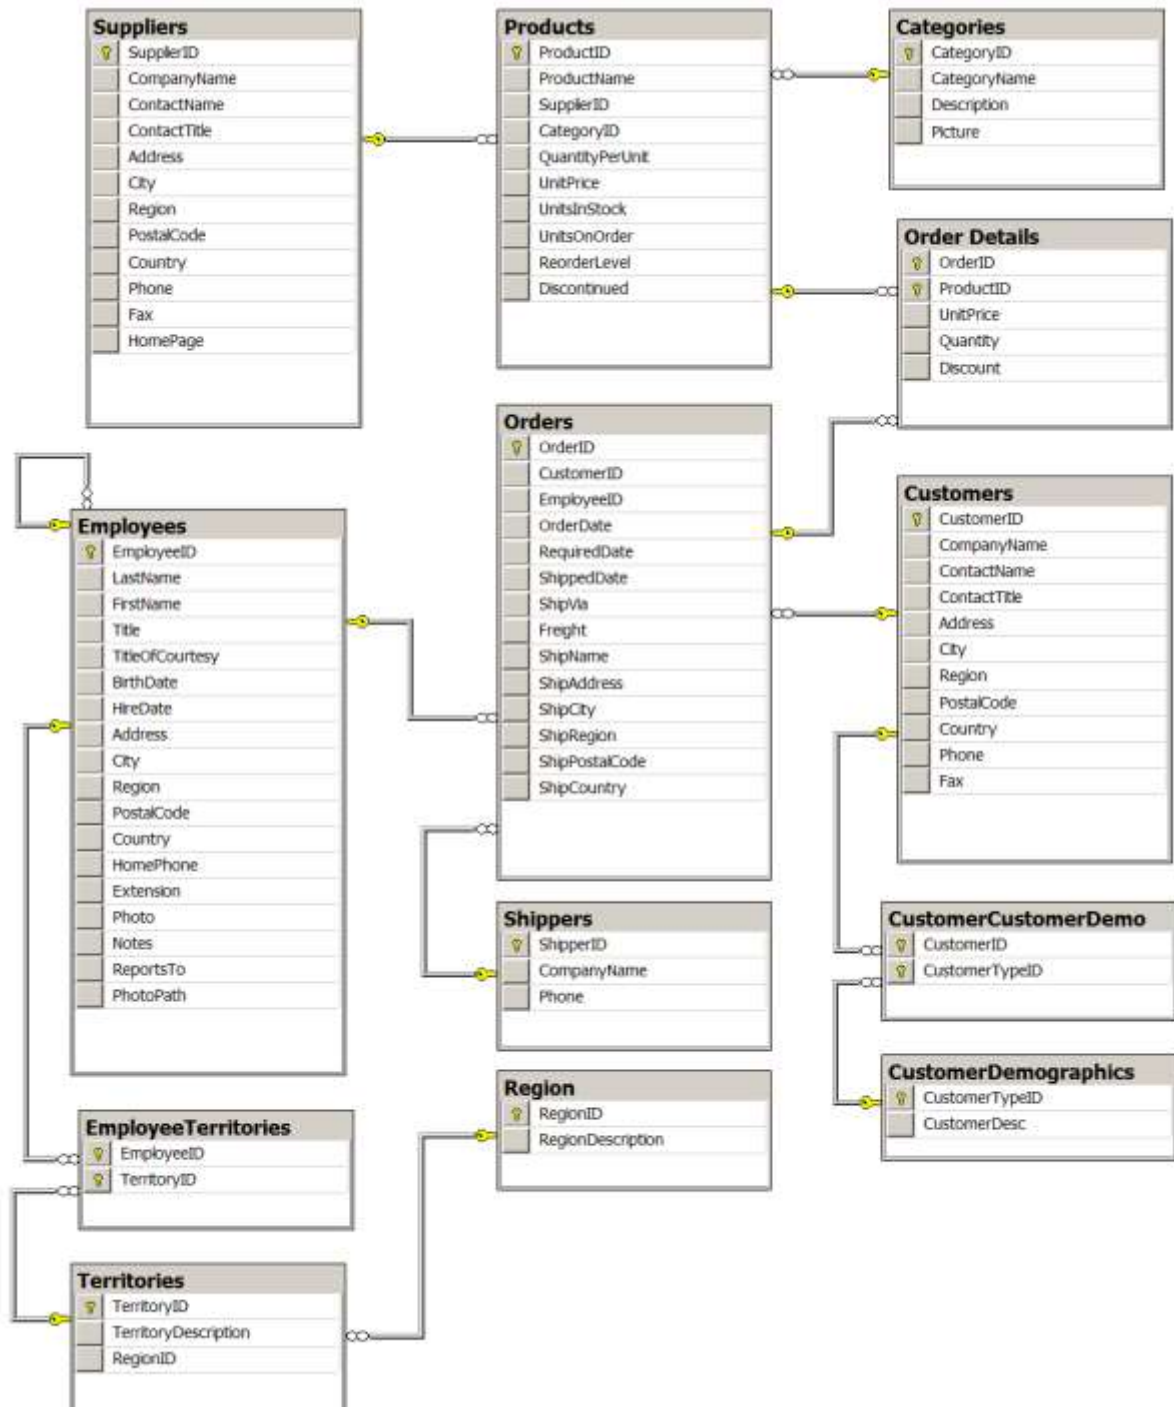 Suppliers
SupplierID
CompanyName
ContactName
ContactTitle
Address
City
Region
PostalCode
Country
Phone
Fax
HomePage
Products
ProductID
ProductName
SupplierID
CategoryID
QuantityPerUnit
UnitPrice
UnitsInStock
UnitsOnOrder
ReorderLevel
Discontinued
Categories
CategoryID
CategoryName
Description
Picture
Order Details
OrderID
ProductID
UnitPrice
Quantity
Discount
Employees
EmployeeID
LastName
FirstName
Title
TitleOfCourtesy
BirthDate
HireDate
Address
City
Region
PostalCode
Country
HomePhone
Extension
Photo
Notes
ReportsTo
PhotoPath
Orders
OrderID
CustomerID
EmployeeID
OrderDate
RequiredDate
ShippedDate
ShipVia
Freight
ShipName
ShipAddress
ShipCity
ShipRegion
ShipPostalCode
ShipCountry
Customers
CustomerID
CompanyName
ContactName
ContactTitle
Address
City
Region
PostalCode
Country
Phone
Fax
Shippers
ShipperID
CompanyName
Phone
CustomerCustomerDemo
CustomerID
CustomerTypeID
CustomerDemographics
CustomerTypeID
CustomerDesc
Region
RegionID
RegionDescription
EmployeeTerritories
EmployeeID
TerritoryID
Territories
TerritoryID
TerritoryDescription
RegionID